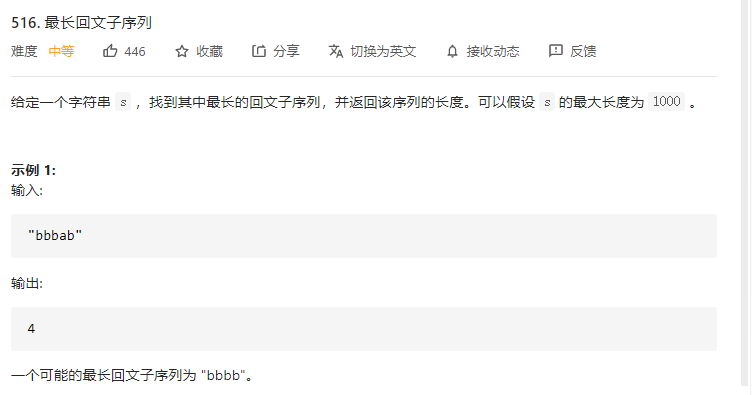 516. 最长回文子序列
难度 中等 446 收藏 分享 切换为英文 接收动态 反馈
给定一个字符串 s ，找到其中最长的回文子序列，并返回该序列的长度。可以假设 s 的最大长度为 1000 。
示例 1:
输入:
"bbbab"
输出:
4
一个可能的最长回文子序列为 "bbbb"。